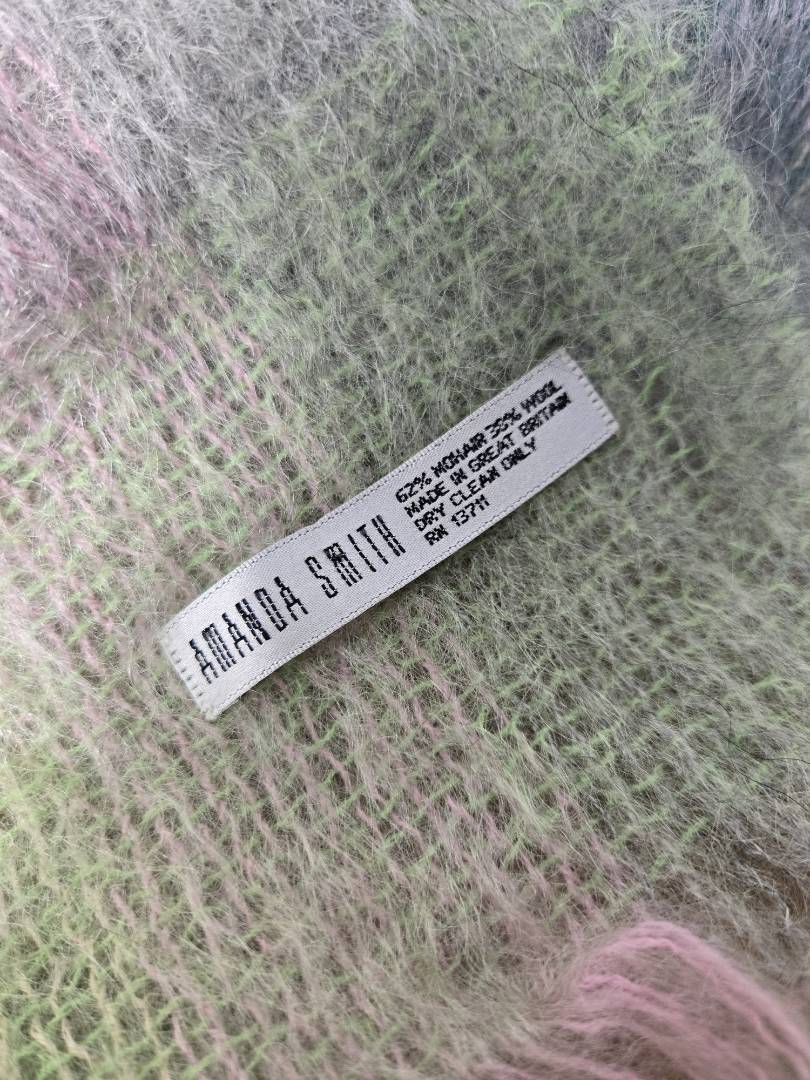 AMANDA SMITH
62% MOHAIR 38% WOOL
MADE IN GREAT BRITAIN
DRY CLEAN ONLY
RN 13711